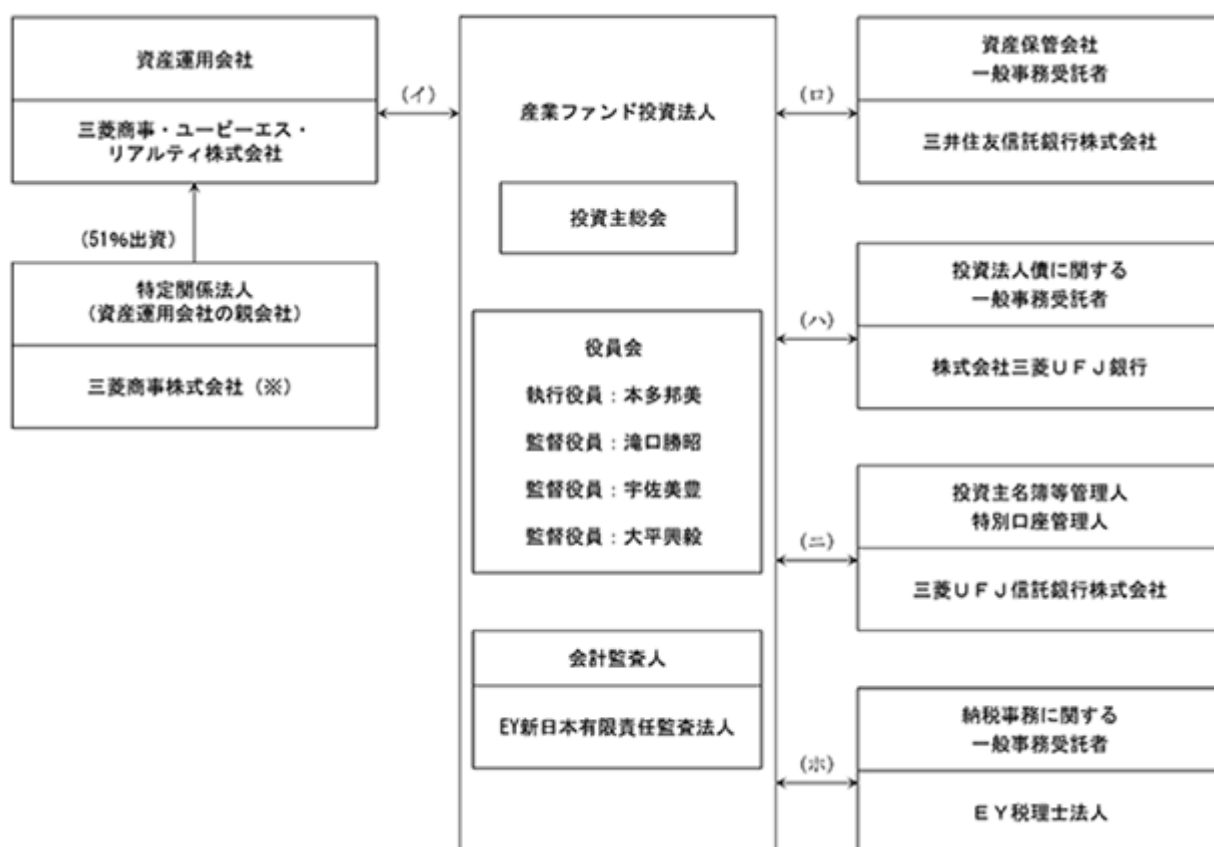 資産運用会社
三菱商事・ユービーエス・
リアルティ株式会社
(51%出資)
特定関係法人
(資産運用会社の親会社)
三菱商事株式会社(※)
(イ)
産業ファンド投資法人
投資主総会
役員会
執行役員:本多邦美
監督役員:滝口勝昭
監督役員:宇佐美豊
監督役員:大平興毅
会計監査人
EY新日本有限責任監査法人
(ロ)
資産保管会社
一般事務受託者
三井住友信託銀行株式会社
(ハ)
投資法人債に関する
一般事務受託者
株式会社三菱UFJ銀行
(ニ)
投資主名簿等管理人
特別口座管理人
三菱UFJ信託銀行株式会社
(ホ)
納税事務に関する
一般事務受託者
EY税理士法人